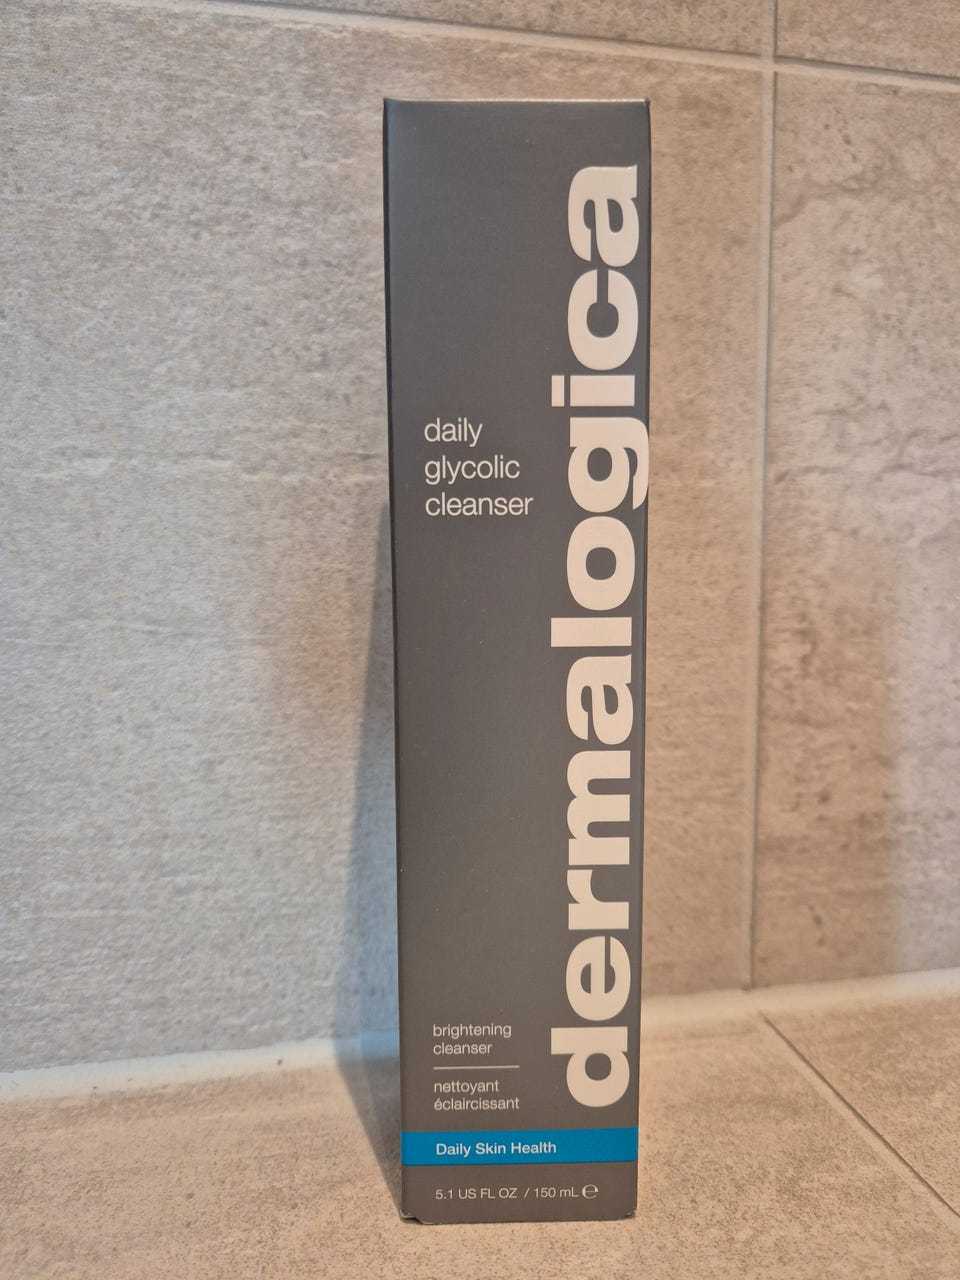 dermalogica
daily
glycolic
cleanser
brightening
cleanser
nettoyant
éclaircissant
Daily Skin Health
5.1 US FL OZ / 150 mL ℮